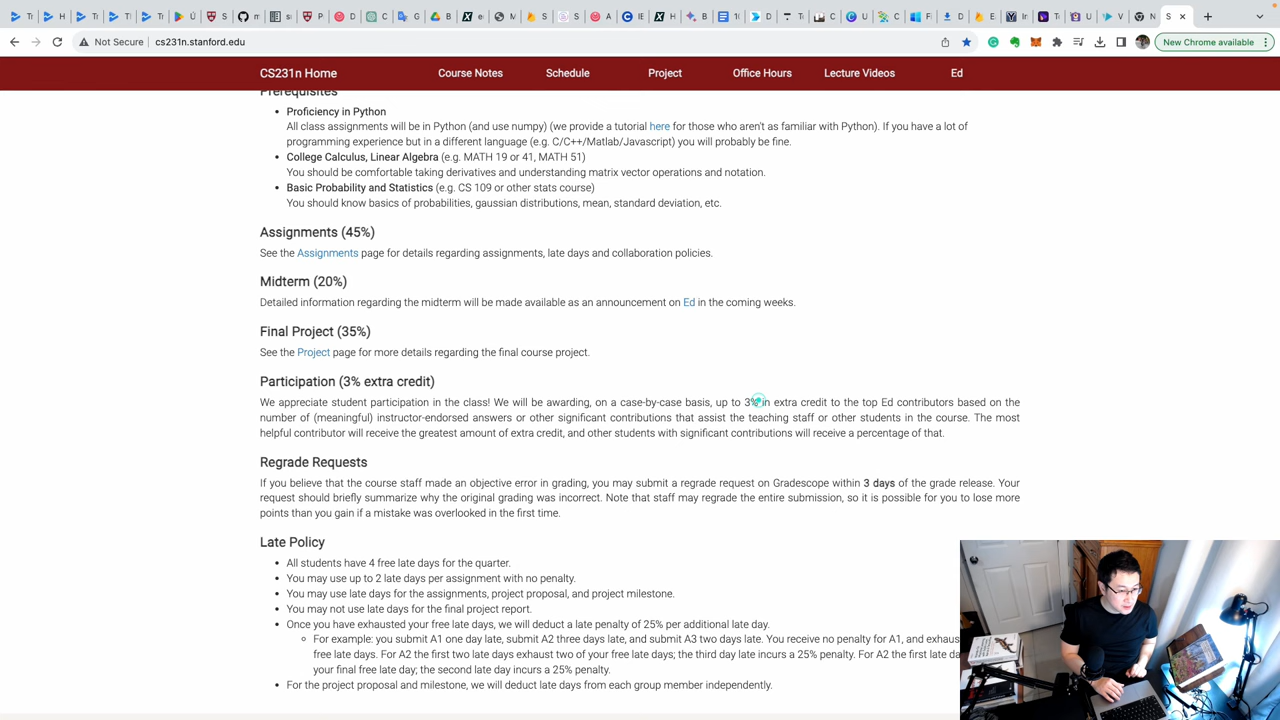 Not Secure
cs231n.stanford.edu
New Chrome available
CS231n Home
Course Notes
Schedule
Project
Office Hours
Lecture Videos
Ed
Prerequisites
• Proficiency in Python
All class assignments will be in Python (and use numpy) (we provide a tutorial here for those who aren't as familiar with Python). If you have a lot of
programming experience but in a different language (e.g. C/C++/Matlab/Javascript) you will probably be fine.
• College Calculus, Linear Algebra (e.g. MATH 19 or 41, MATH 51)
You should be comfortable taking derivatives and understanding matrix vector operations and notation.
• Basic Probability and Statistics (e.g. CS 109 or other stats course)
You should know basics of probabilities, gaussian distributions, mean, standard deviation, etc.
Assignments (45%)
See the Assignments page for details regarding assignments, late days and collaboration policies.
Midterm (20%)
Detailed information regarding the midterm will be made available as an announcement on Ed in the coming weeks.
Final Project (35%)
See the Project page for more details regarding the final course project.
Participation (3% extra credit)
We appreciate student participation in the class! We will be awarding, on a case-by-case basis, up to 3% in extra credit to the top Ed contributors based on the
number of (meaningful) instructor-endorsed answers or other significant contributions that assist the teaching staff or other students in the course. The most
helpful contributor will receive the greatest amount of extra credit, and other students with significant contributions will receive a percentage of that.
Regrade Requests
If you believe that the course staff made an objective error in grading, you may submit a regrade request on Gradescope within 3 days of the grade release. Your
request should briefly summarize why the original grading was incorrect. Note that staff may regrade the entire submission, so it is possible for you to lose more
points than you gain if a mistake was overlooked in the first time.
Late Policy
• All students have 4 free late days for the quarter.
• You may use up to 2 late days per assignment with no penalty.
• You may use late days for the assignments, project proposal, and project milestone.
• You may not use late days for the final project report.
• Once you have exhausted your free late days, we will deduct a late penalty of 25% per additional late day.
For example: you submit A1 one day late, submit A2 three days late, and submit A3 two days late. You receive no penalty for A1, and exhaus
free late days. For A2 the first two late days exhaust two of your free late days; the third day late incurs a 25% penalty. For A2 the first late da
your final free late day; the second late day incurs a 25% penalty.
• For the project proposal and milestone, we will deduct late days from each group member independently.